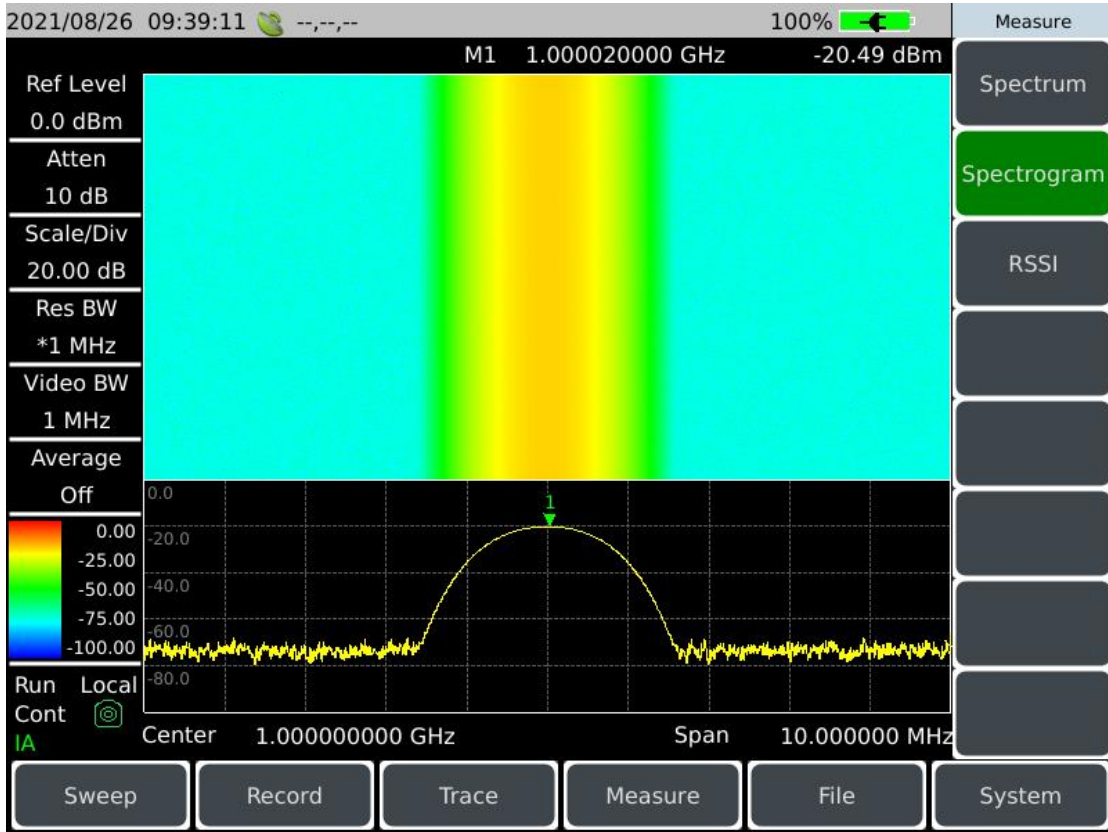 2021/08/26 09:39:11 --,--,-- 100%
Measure
M1 1.000020000 GHz -20.49 dBm
Ref Level
0.0 dBm
Atten
10 dB
Scale/Div
20.00 dB
Res BW
*1 MHz
Video BW
1 MHz
Average
Off
0.00
-25.00
-50.00
-75.00
-100.00
Run Local
Cont
IA
0.0
-20.0
-40.0
-60.0
-80.0
1
Center 1.0000000000 GHz Span 10.000000 MHz
Spectrum
Spectrogram
RSSI
Sweep Record Trace Measure File System